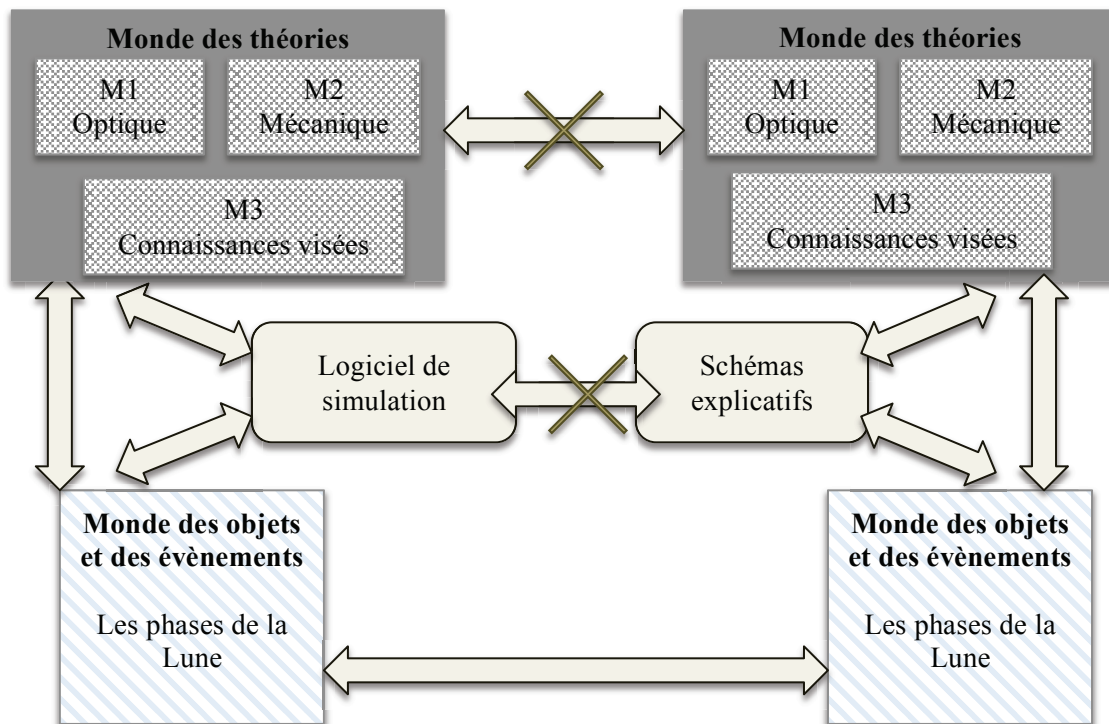 Monde des théories
M1
Optique
M2
Mécanique
M3
Connaissances visées
Monde des théories
M1
Optique
M2
Mécanique
M3
Connaissances visées
Logiciel de
simulation
Schémas
explicatifs
Monde des objets
et des évènements
Les phases de la
Lune
Monde des objets
et des évènements
Les phases de la
Lune